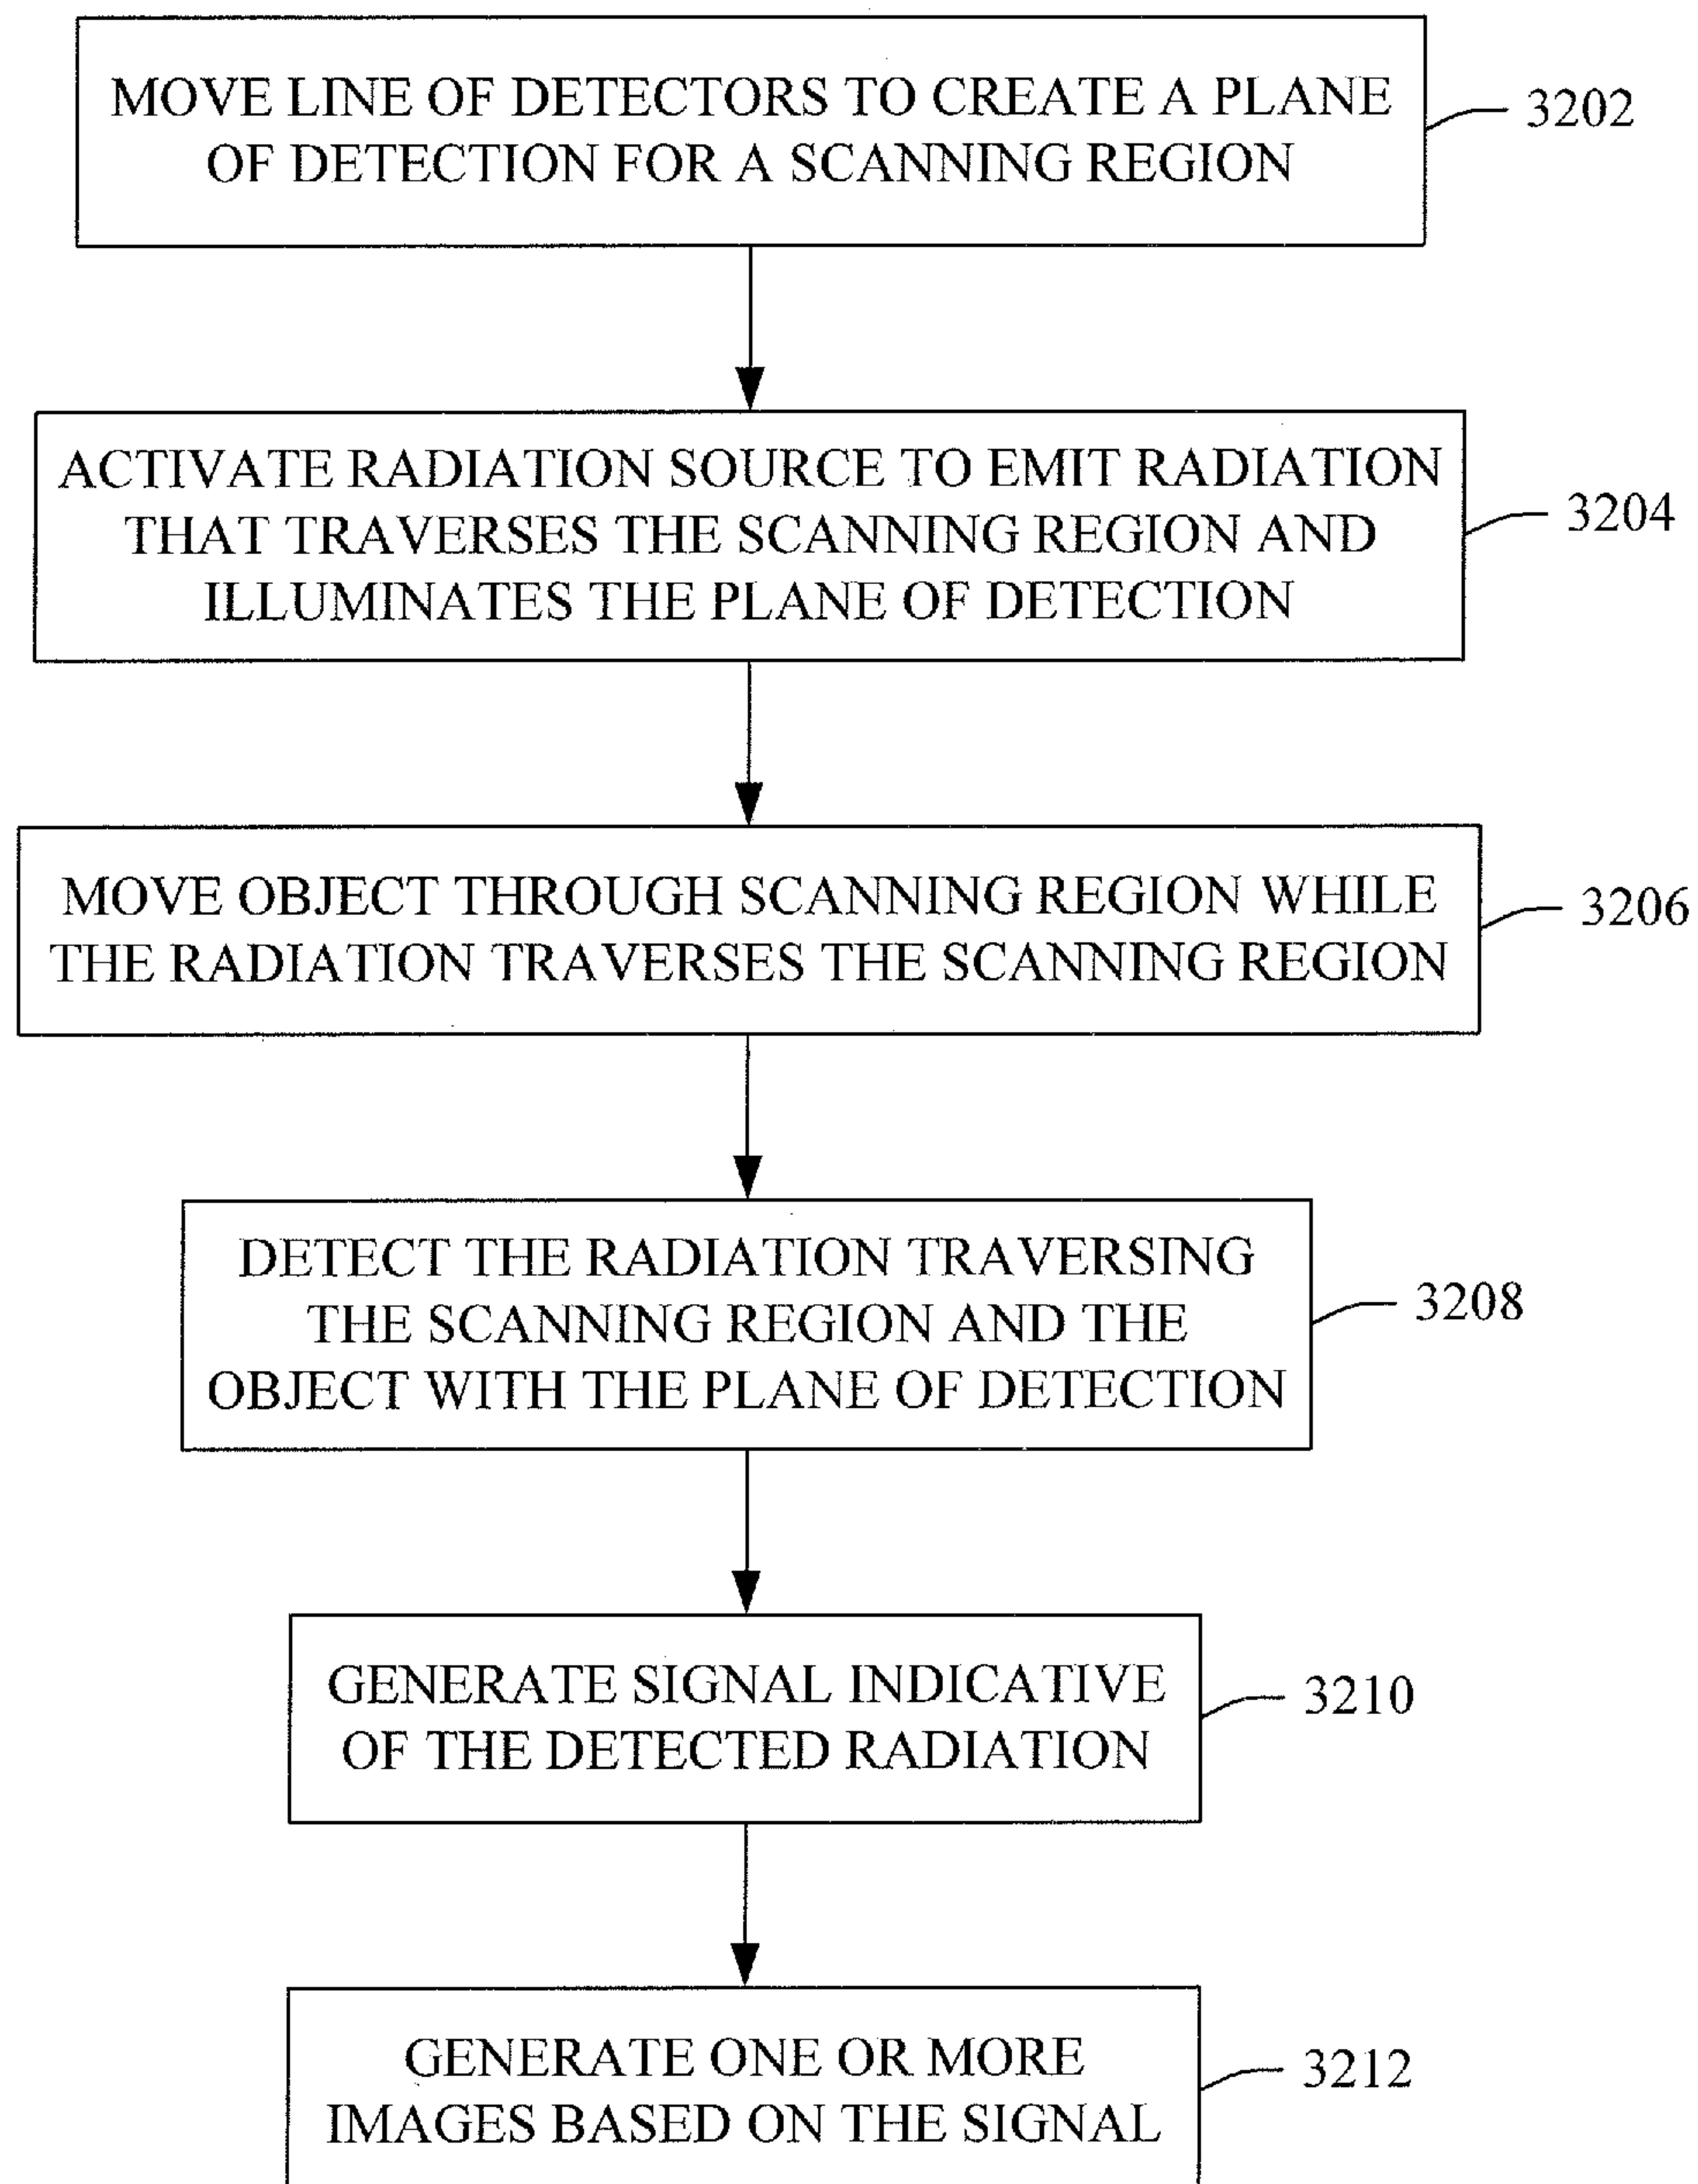 MOVE LINE OF DETECTORS TO CREATE A PLANE
OF DETECTION FOR A SCANNING REGION
3202
ACTIVATE RADIATION SOURCE TO EMIT RADIATION
THAT TRAVERSES THE SCANNING REGION AND
ILLUMINATES THE PLANE OF DETECTION
3204
MOVE OBJECT THROUGH SCANNING REGION WHILE
THE RADIATION TRAVERSES THE SCANNING REGION
3206
DETECT THE RADIATION TRAVERSING
THE SCANNING REGION AND THE
OBJECT WITH THE PLANE OF DETECTION
3208
GENERATE SIGNAL INDICATIVE
OF THE DETECTED RADIATION
3210
GENERATE ONE OR MORE
IMAGES BASED ON THE SIGNAL
3212